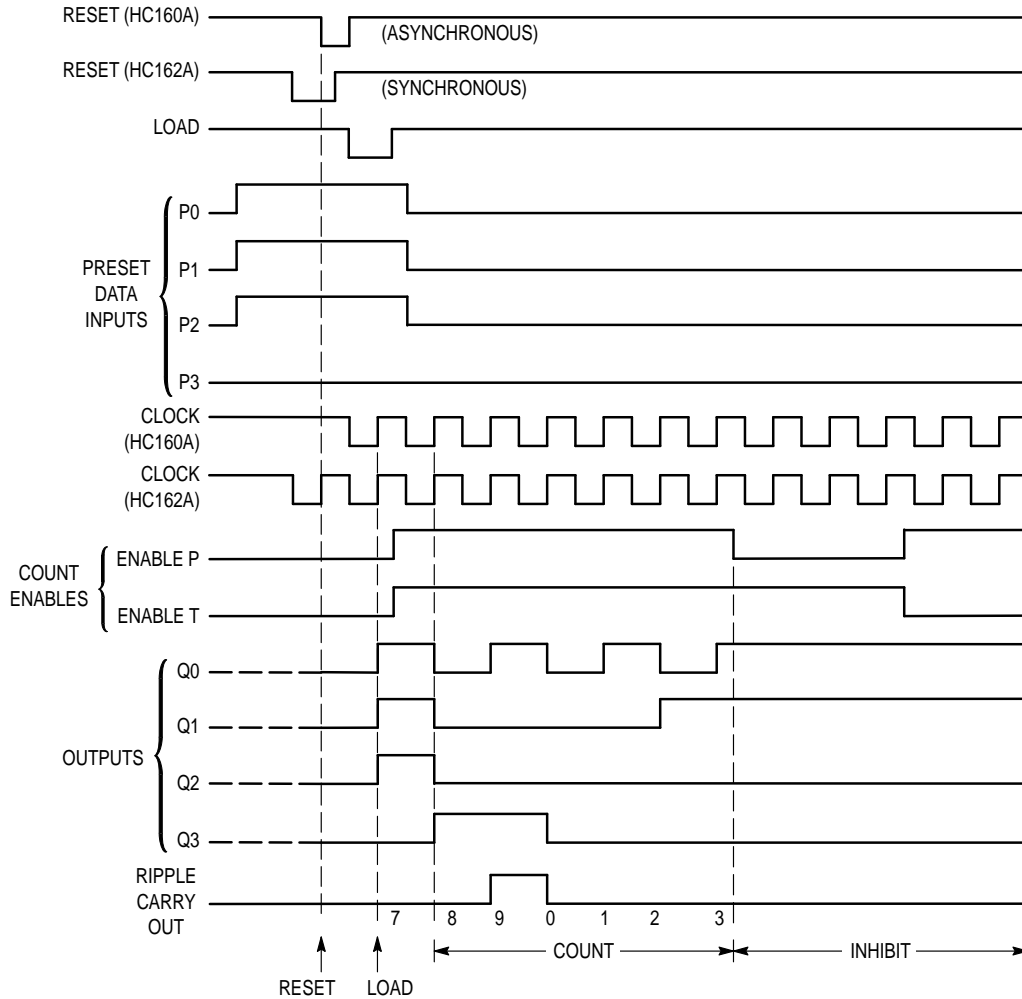 RESET (HC160A)
(ASYNCHRONOUS)
RESET (HC162A)
(SYNCHRONOUS)
LOAD
P0
P1
PRESET
DATA
INPUTS
P2
P3
CLOCK
(HC160A)
CLOCK
(HC162A)
ENABLE P
COUNT
ENABLES
ENABLE T
Q0
Q1
OUTPUTS
Q2
Q3
RIPPLE
CARRY
OUT
7 8 9 0 1 2 3
COUNT INHIBIT
RESET LOAD